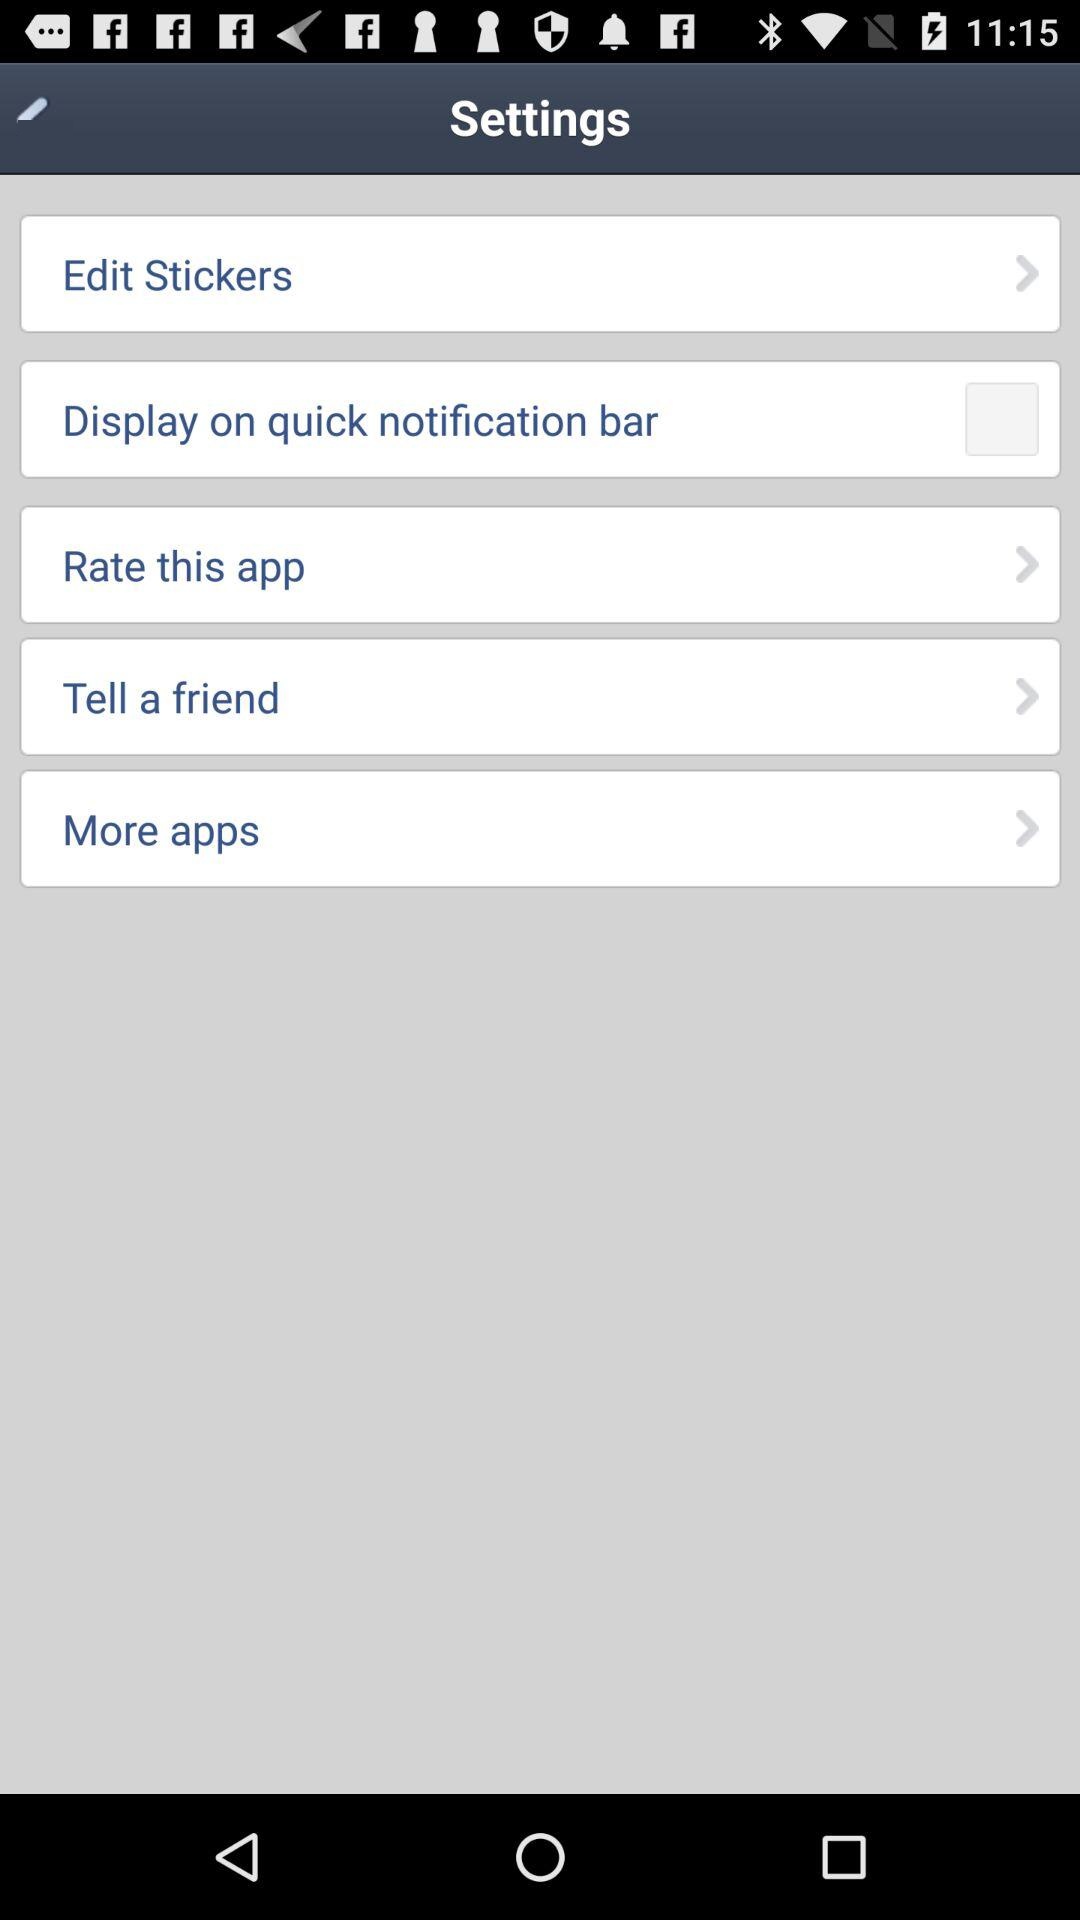 11:15
Settings
Edit Stickers
Display on quick notification bar
Rate this app
Tell a friend
More apps